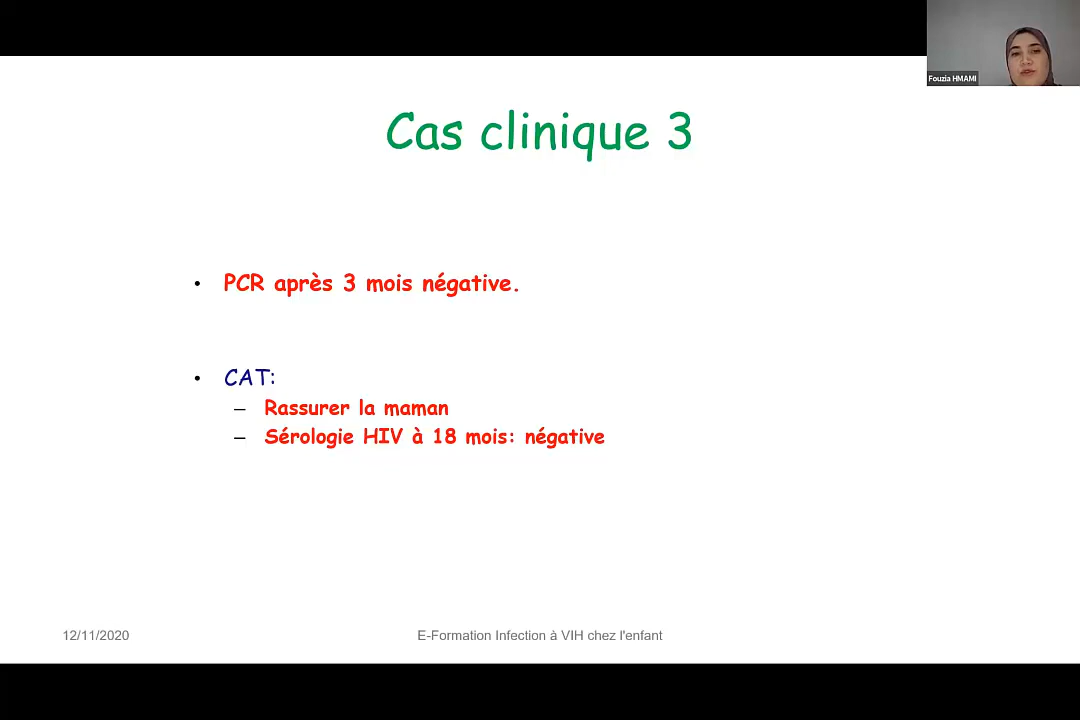 Fouzia HMAMI
Cas clinique 3
• PCR après 3 mois négative.
• CAT:
– Rassurer la maman
– Sérologie HIV à 18 mois: négative
12/11/2020
E-Formation Infection à VIH chez l'enfant